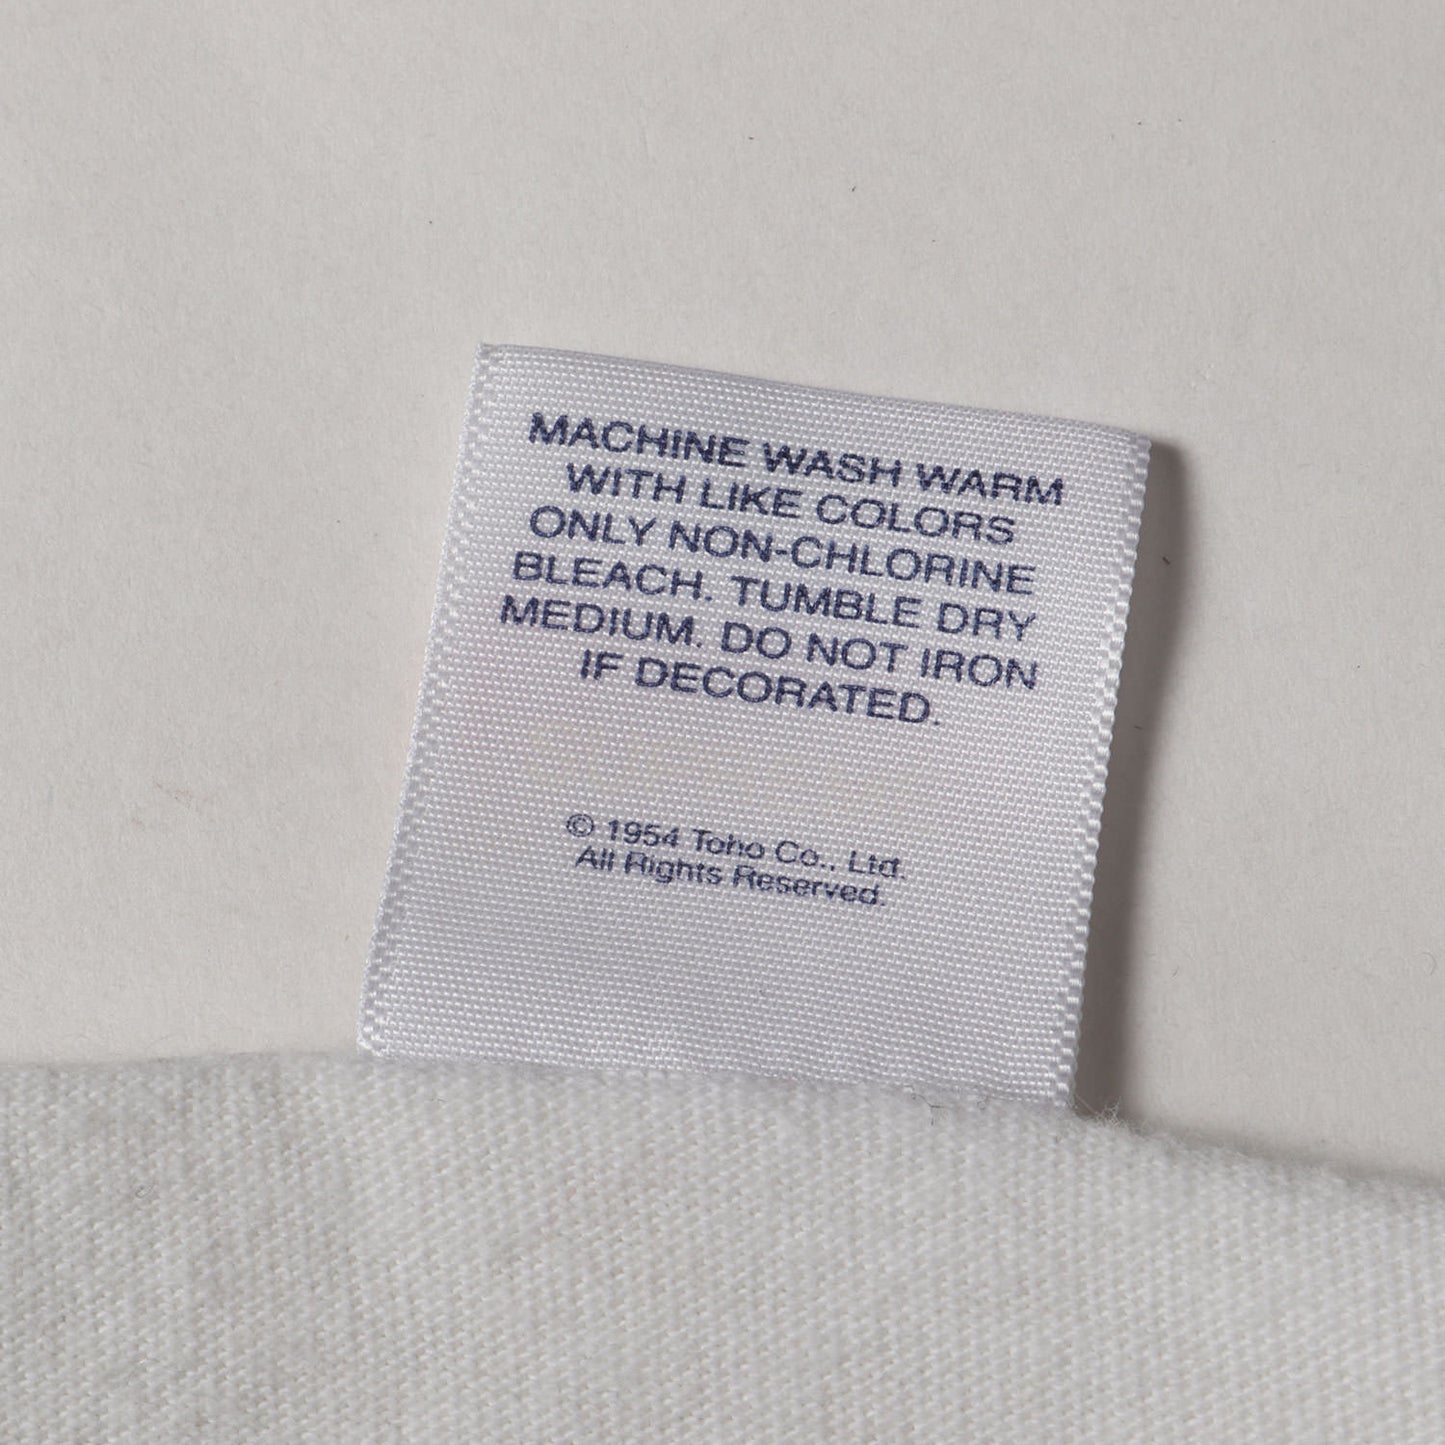 MACHINE WASH WARM
WITH LIKE COLORS
ONLY NON-CHLORINE
BLEACH. TUMBLE DRY
MEDIUM. DO NOT IRON
IF DECORATED.
© 1954 Toho Co., Ltd.
All Rights Reserved.